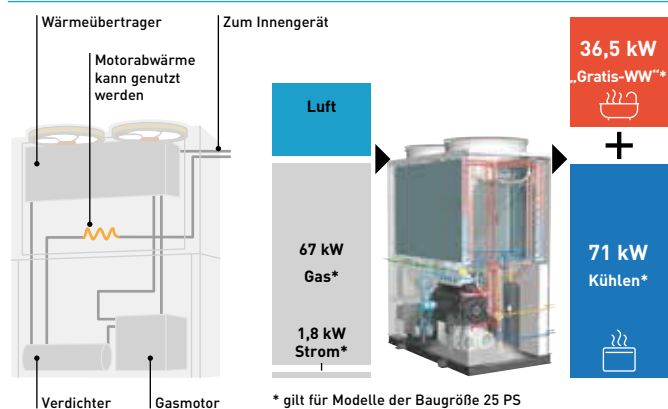 Wärmeübertrager
Zum Innengerät
Motorabwärme
kann genutzt
werden
Verdichter
Gasmotor
Luft
67 kW
Gas*
1,8 kW
Strom*
36,5 kW
„Gratis-WW“*
+
71 kW
Kühlen*
* gilt für Modelle der Baugröße 25 PS